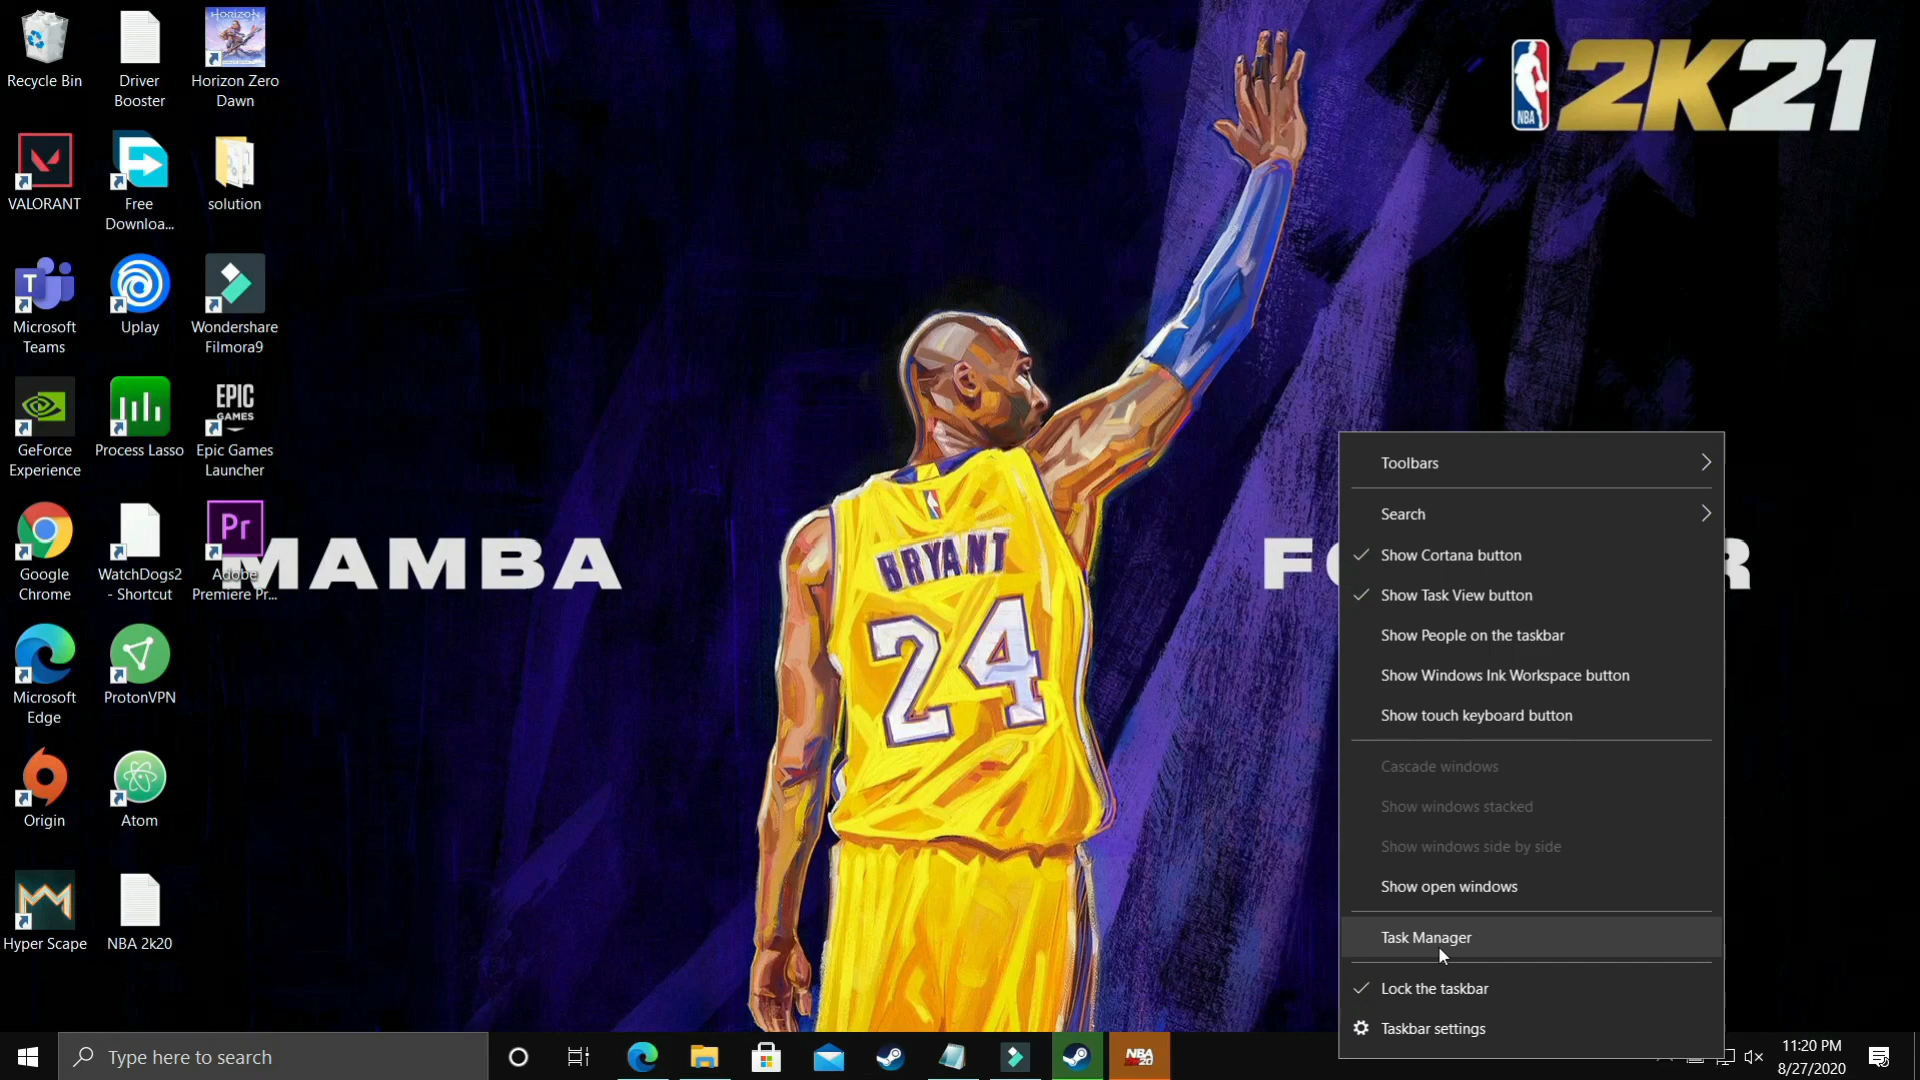 Recycle Bin
Driver
Booster
HORIZON
Horizon Zero
Dawn
VALORANT
Free
Downloa...
solution
T
Microsoft
Teams
Uplay
Wondershare
Filmora9
GeForce
Experience
Process Lasso
EPIC
GAMES
Epic Games
Launcher
Google
Chrome
WatchDogs2
- Shortcut
Pr
Adobe
Premiere Pr...
Microsoft
Edge
ProtonVPN
Origin
Atom
Hyper Scape
NBA 2k20
NBA
2K21
MAMBA
BRYANT
24
Toolbars
Search
Show Cortana button
Show Task View button
Show People on the taskbar
Show Windows Ink Workspace button
Show touch keyboard button
Cascade windows
Show windows stacked
Show windows side by side
Show open windows
Task Manager
Lock the taskbar
Taskbar settings
Type here to search
NBA
2K20
11:20 PM
8/27/2020